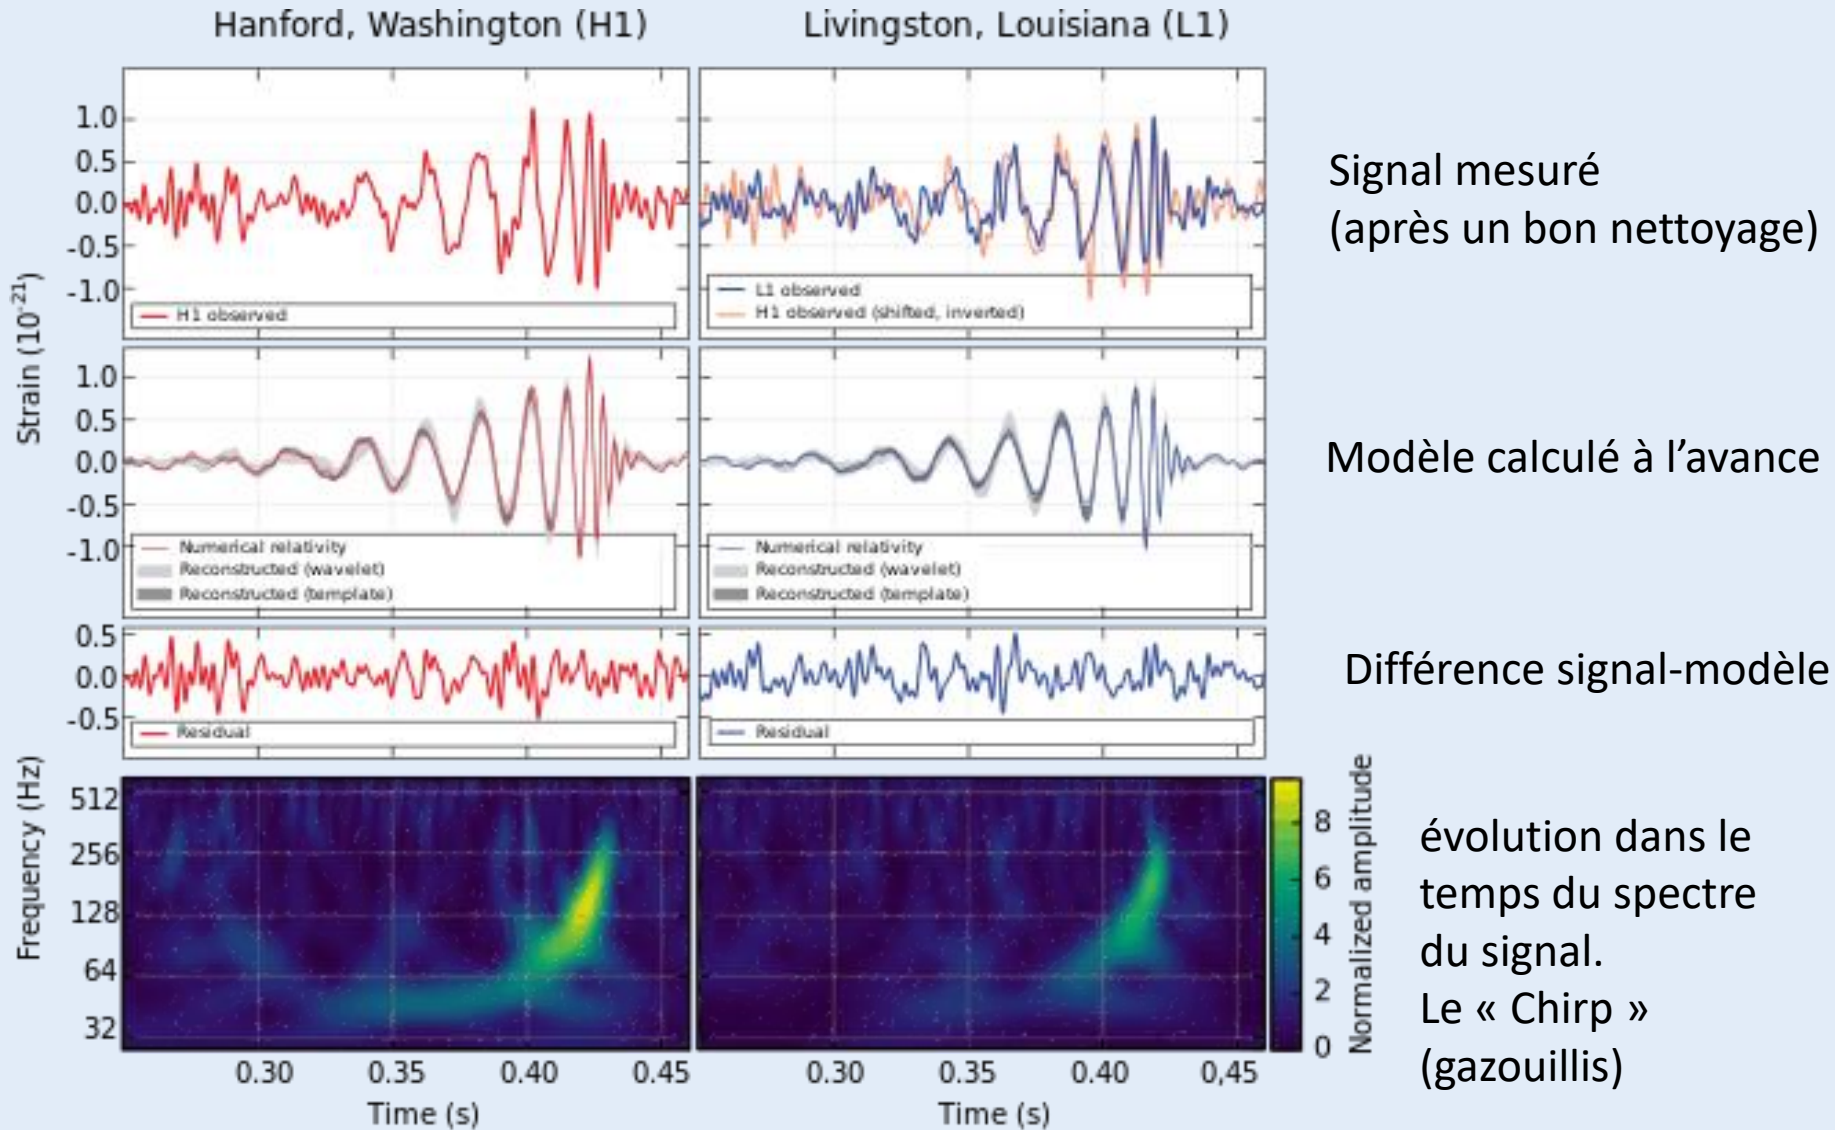 Hanford, Washington (H1)
Livingston, Louisiana (L1)
Strain (10⁻²¹)
1.0
0.5
0.0
-0.5
-1.0
H1 observed
L1 observed
H1 observed (shifted, inverted)
Signal mesuré
(après un bon nettoyage)
1.0
0.5
0.0
-0.5
-1.0
Numerical relativity
Reconstructed (wavelet)
Reconstructed (template)
Numerical relativity
Reconstructed (wavelet)
Reconstructed (template)
Modèle calculé à l’avance
0.5
0.0
-0.5
Residual
Residual
Différence signal-modèle
Frequency (Hz)
512
256
128
64
32
8
6
4
2
0
Normalized amplitude
évolution dans le
temps du spectre
du signal.
Le « Chirp »
(gazouillis)
0.30 0.35 0.40 0.45
Time (s)
0.30 0.35 0.40 0,45
Time (s)